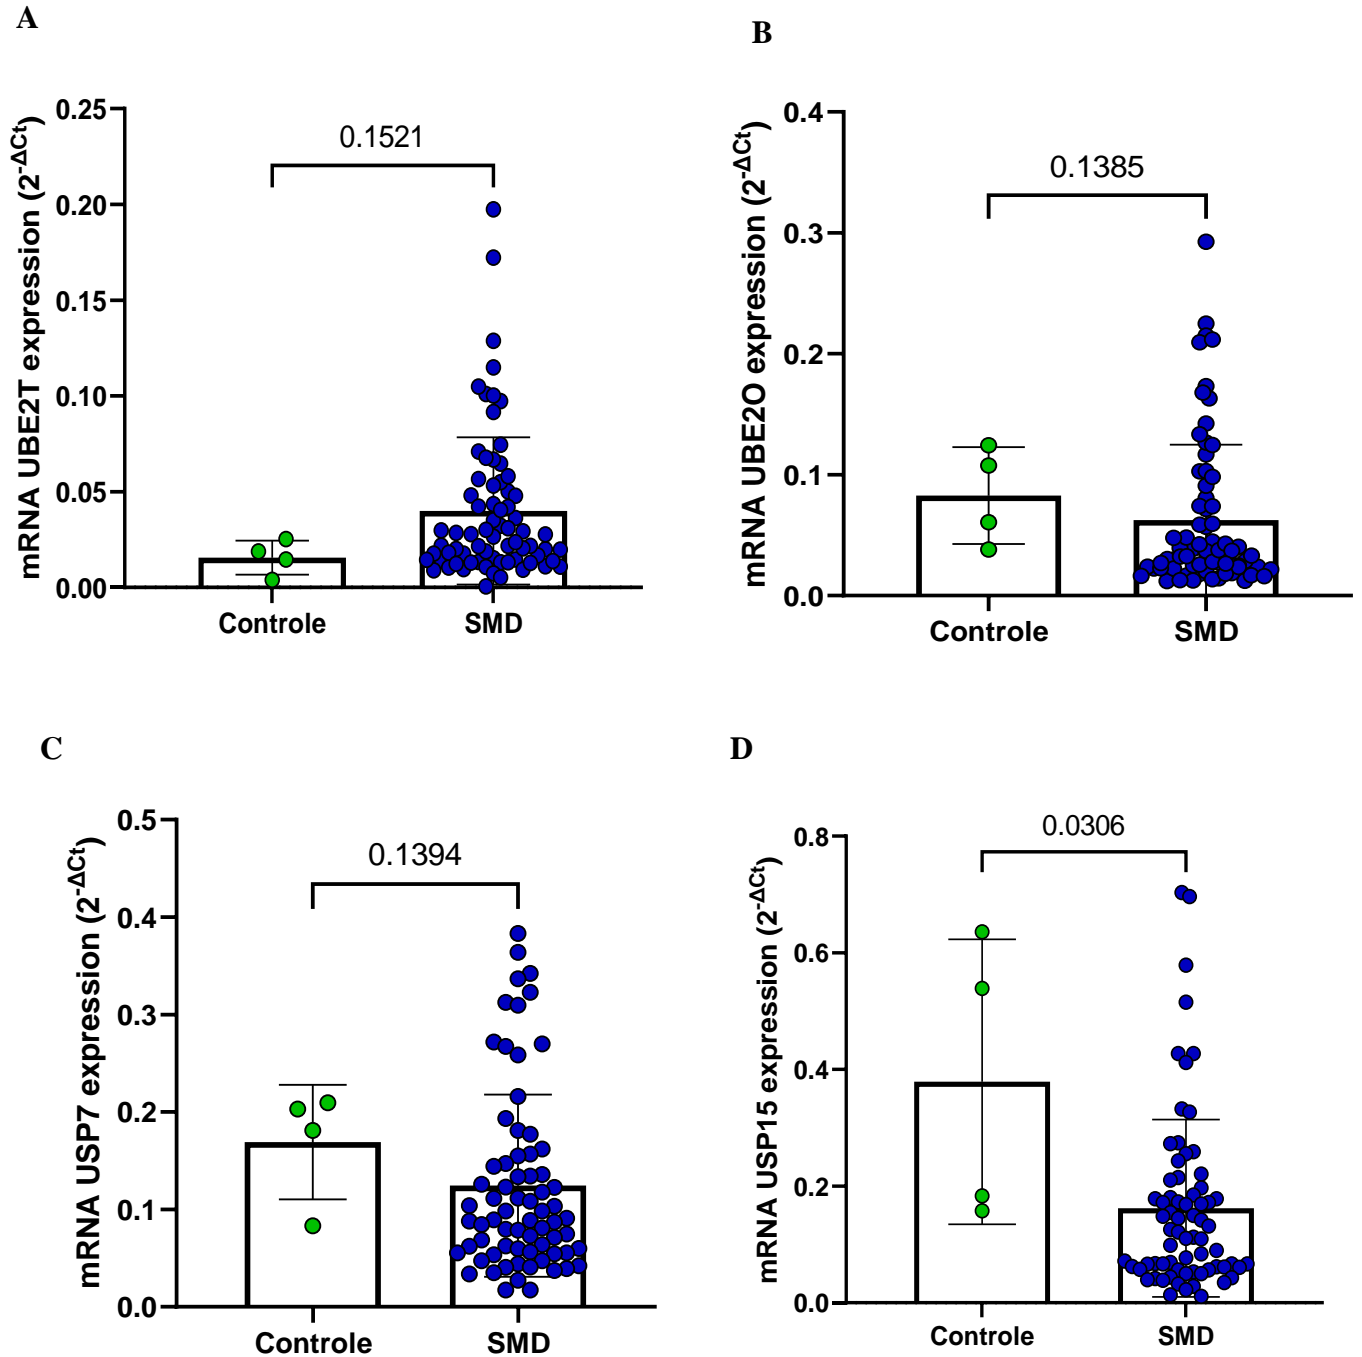 A
mRNA UBE2T expression (2^-ΔCt)
0.25
0.20
0.15
0.10
0.05
0.00
0.1521
Controle
SMD
B
mRNA UBE2O expression (2^-ΔCt)
0.4
0.3
0.2
0.1
0.0
0.1385
Controle
SMD
C
mRNA USP7 expression (2^-ΔCt)
0.5
0.4
0.3
0.2
0.1
0.0
0.1394
Controle
SMD
D
mRNA USP15 expression (2^-ΔCt)
0.8
0.6
0.4
0.2
0.0
0.0306
Controle
SMD